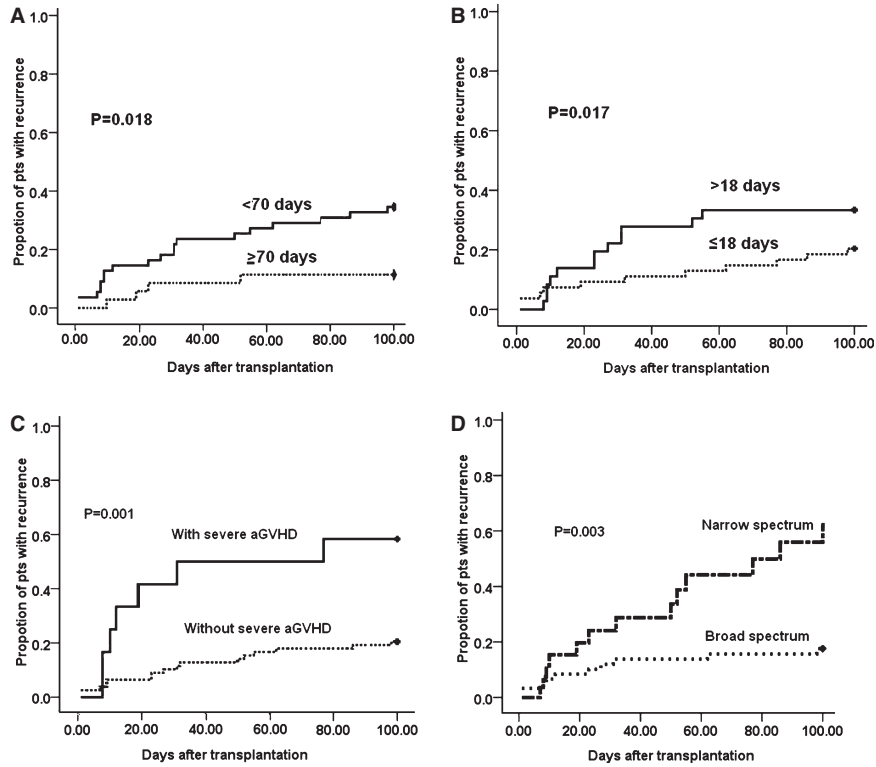 A
Propotion of pts with recurrence
1.0
0.8
0.6
0.4
0.2
0.0
P=0.018
<70 days
≥70 days
0.00 20.00 40.00 60.00 80.00 100.00
Days after transplantation
B
Propotion of pts with recurrence
1.0
0.8
0.6
0.4
0.2
0.0
P=0.017
>18 days
≤18 days
0.00 20.00 40.00 60.00 80.00 100.00
Days after transplantation
C
Propotion of pts with recurrence
1.0
0.8
0.6
0.4
0.2
0.0
P=0.001
With severe aGVHD
Without severe aGVHD
0.00 20.00 40.00 60.00 80.00 100.00
Days after transplantation
D
Propotion of pts with recurrence
1.0
0.8
0.6
0.4
0.2
0.0
P=0.003
Narrow spectrum
Broad spectrum
0.00 20.00 40.00 60.00 80.00 100.00
Days after transplantation